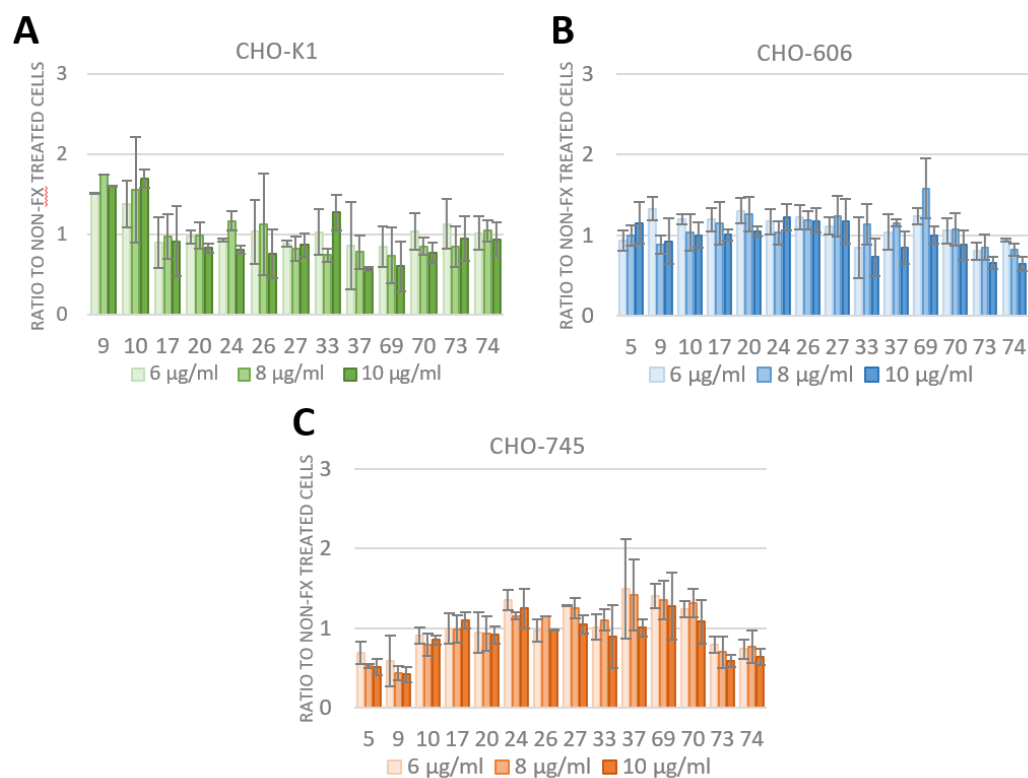 A
CHO-K1
RATIO TO NON-FX TREATED CELLS
3
2
1
0
9 10 17 20 24 26 27 33 37 69 70 73 74
6 µg/ml 8 µg/ml 10 µg/ml
B
CHO-606
RATIO TO NON-FX TREATED CELLS
3
2
1
0
5 9 10 17 20 24 26 27 33 37 69 70 73 74
6 µg/ml 8 µg/ml 10 µg/ml
C
CHO-745
RATIO TO NON-FX TREATED CELLS
3
2
1
0
5 9 10 17 20 24 26 27 33 37 69 70 73 74
6 µg/ml 8 µg/ml 10 µg/ml